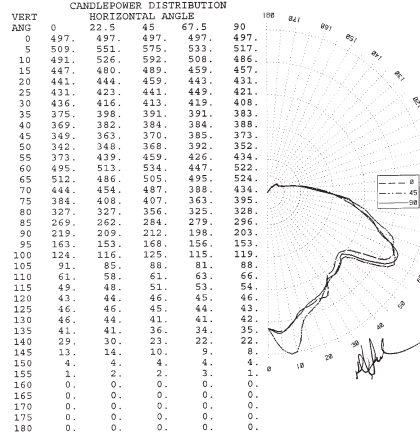 CANDLEPOWER DISTRIBUTION
VERT HORIZONTAL ANGLE
ANG 0 22.5 45 67.5 90
0 497. 497. 497. 497. 497.
5 509. 551. 575. 533. 517.
10 491. 526. 592. 508. 486.
15 447. 480. 489. 459. 457.
20 441. 444. 459. 443. 431.
25 431. 423. 441. 449. 421.
30 436. 416. 413. 419. 408.
35 375. 398. 391. 391. 383.
40 369. 382. 384. 384. 388.
45 349. 363. 370. 385. 373.
50 342. 348. 368. 392. 352.
55 373. 439. 459. 426. 434.
60 495. 513. 534. 447. 522.
65 512. 486. 505. 495. 524.
70 444. 454. 487. 388. 434.
75 384. 408. 407. 363. 395.
80 327. 327. 356. 325. 328.
85 269. 262. 284. 279. 296.
90 219. 209. 212. 198. 203.
95 163. 153. 168. 156. 153.
100 124. 116. 125. 115. 119.
105 91. 85. 88. 81. 88.
110 61. 58. 61. 63. 66.
115 49. 48. 51. 53. 54.
120 43. 44. 46. 45. 46.
125 46. 46. 45. 44. 43.
130 46. 44. 41. 41. 42.
135 41. 41. 36. 34. 35.
140 29. 30. 23. 22. 22.
145 13. 14. 10. 9. 8.
150 4. 4. 4. 4. 4.
155 1. 2. 2. 3. 1.
160 0. 0. 0. 0. 0.
165 0. 0. 0. 0. 0.
170 0. 0. 0. 0. 0.
175 0. 0. 0. 0. 0.
180 0. 0. 0. 0. 0.
180 170 160 150 140
0
45
90
0 10 20 30 40